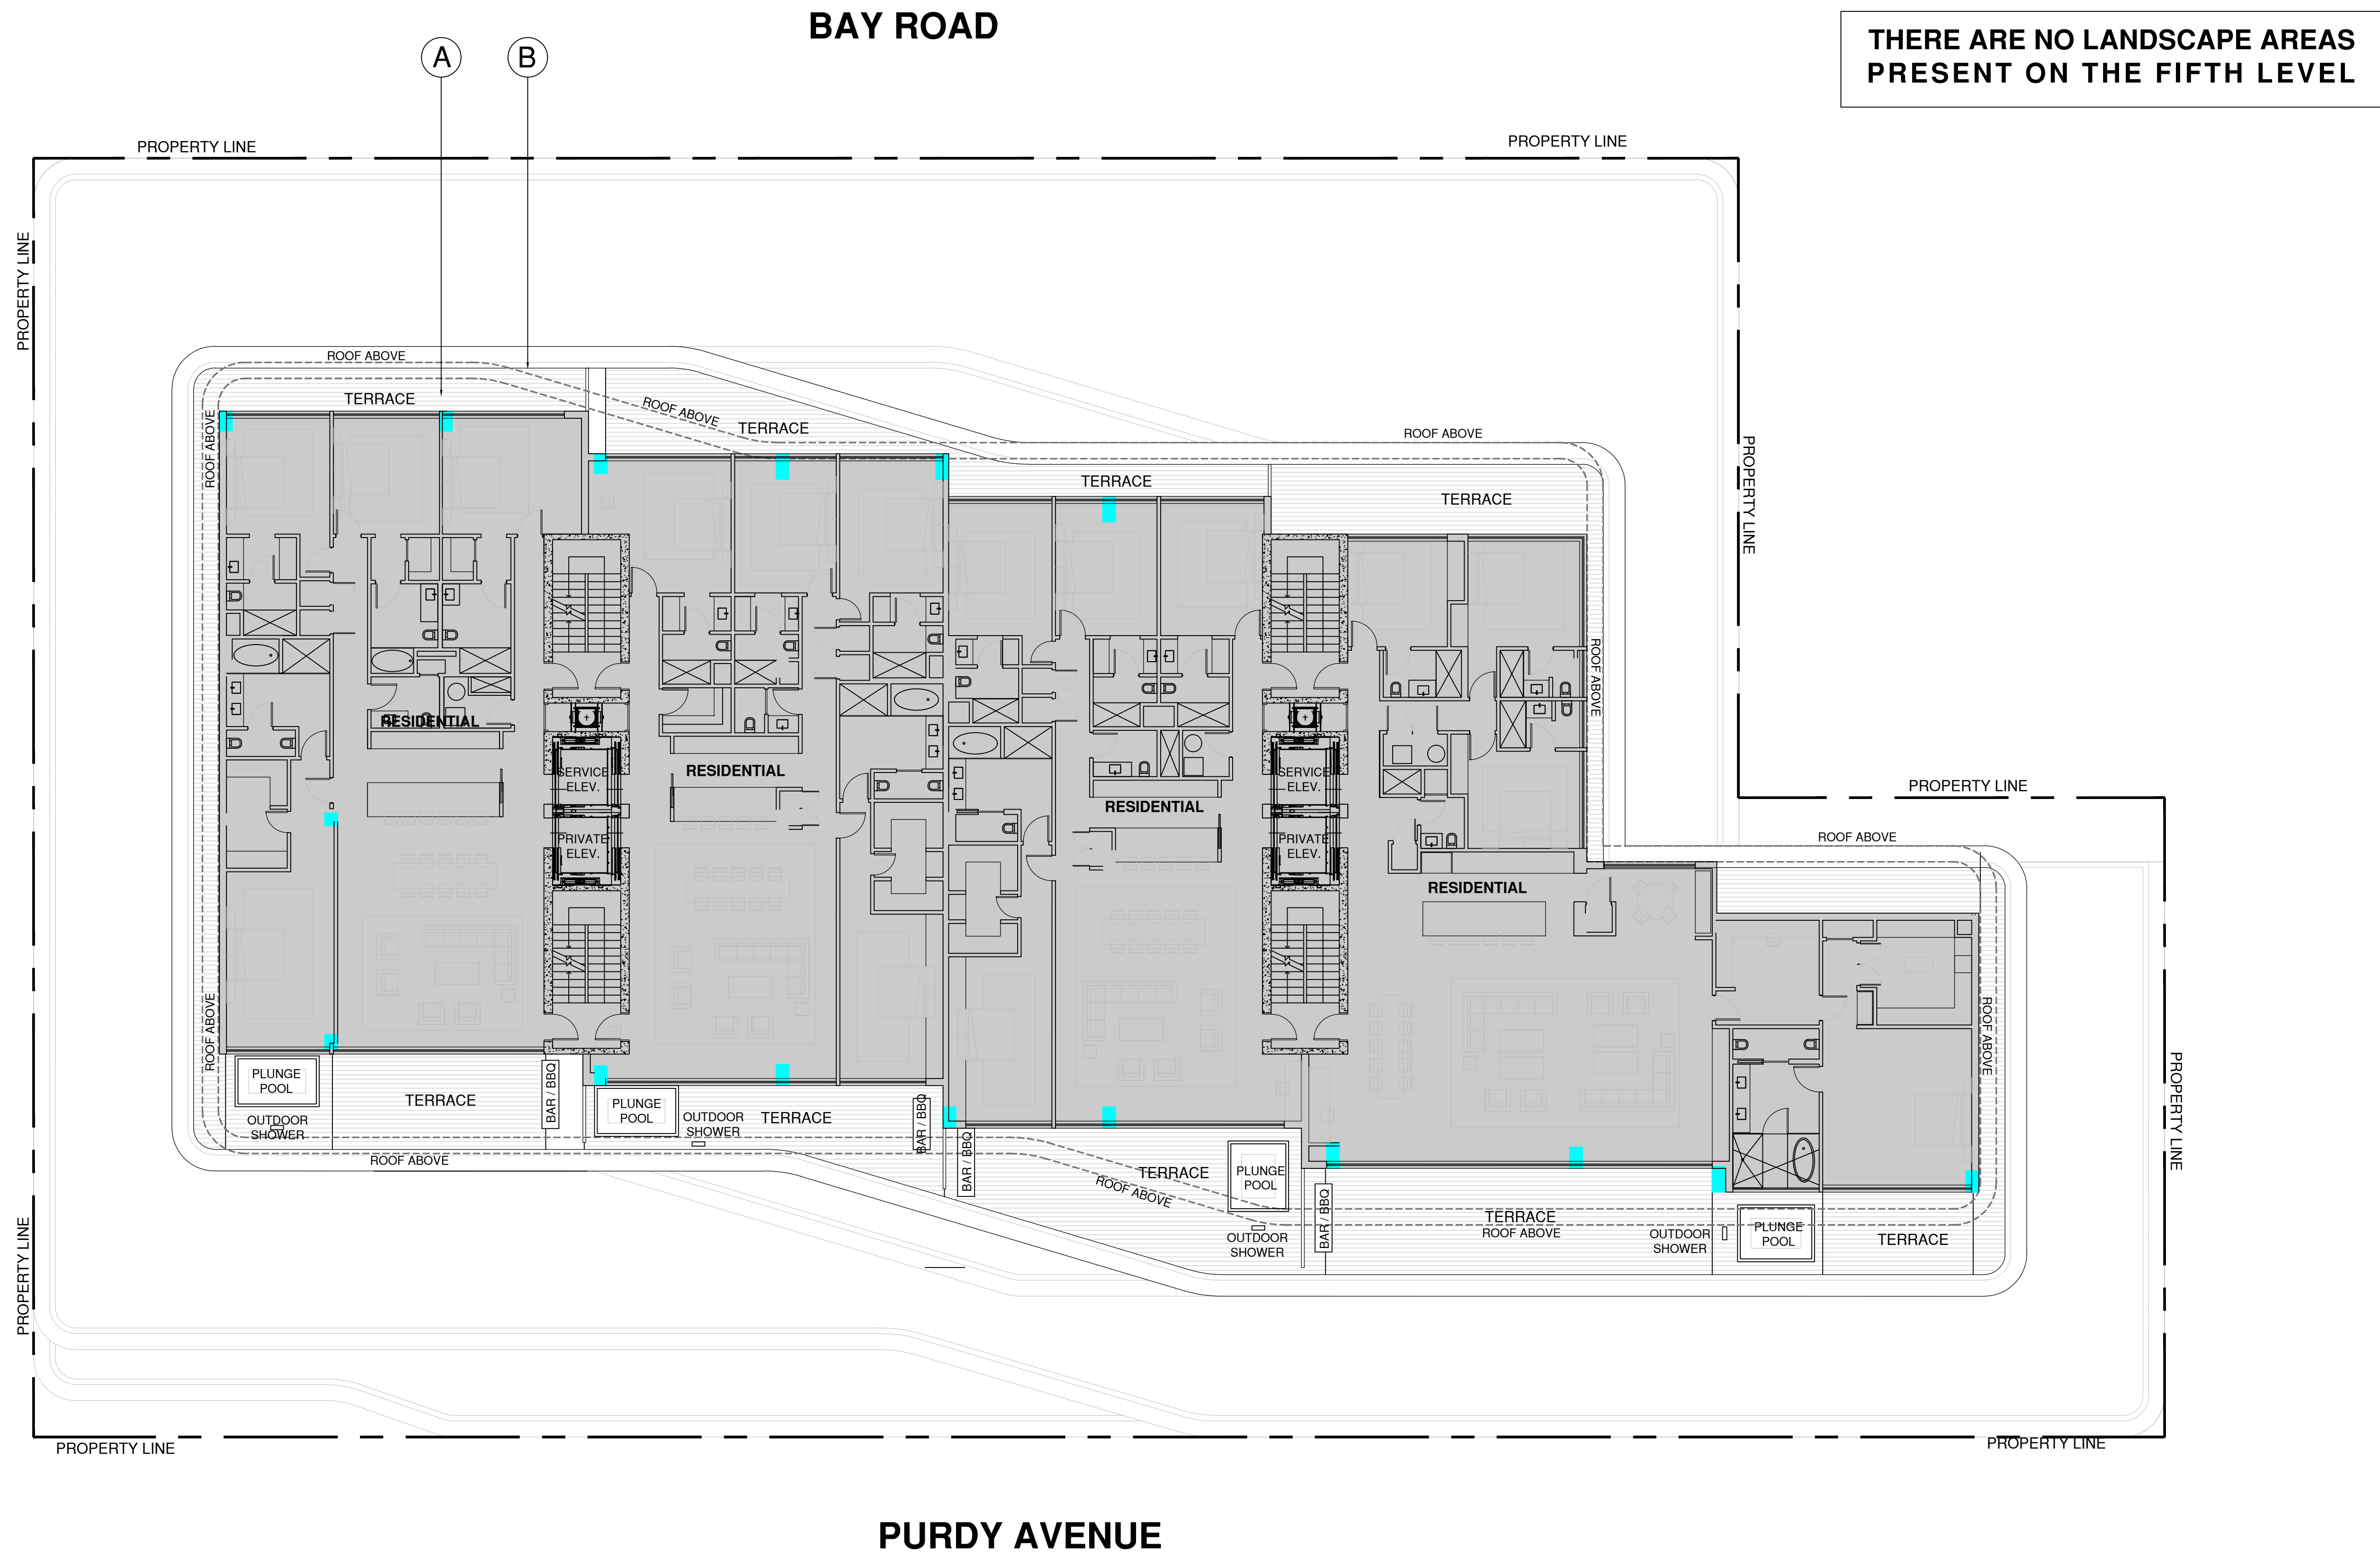 BAY ROAD
THERE ARE NO LANDSCAPE AREAS
PRESENT ON THE FIFTH LEVEL
A
B
PROPERTY LINE
PROPERTY LINE
PROPERTY LINE
ROOF ABOVE
TERRACE
ROOF ABOVE
ROOF ABOVE
TERRACE
ROOF ABOVE
TERRACE
TERRACE
PROPERTY LINE
ROOF ABOVE
RESIDENTIAL
RESIDENTIAL
RESIDENTIAL
RESIDENTIAL
SERVICE
ELEV.
PRIVATE
ELEV.
SERVICE
ELEV.
PRIVATE
ELEV.
PROPERTY LINE
ROOF ABOVE
ROOF ABOVE
ROOF ABOVE
PLUNGE
POOL
OUTDOOR
SHOWER
TERRACE
BAR / BBQ
PLUNGE
POOL
OUTDOOR
SHOWER
TERRACE
BAR / BBQ
BAR / BBQ
ROOF ABOVE
TERRACE
ROOF ABOVE
PLUNGE
POOL
OUTDOOR
SHOWER
BAR / BBQ
TERRACE
ROOF ABOVE
OUTDOOR
SHOWER
PLUNGE
POOL
TERRACE
PROPERTY LINE
PROPERTY LINE
PROPERTY LINE
PROPERTY LINE
PURDY AVENUE